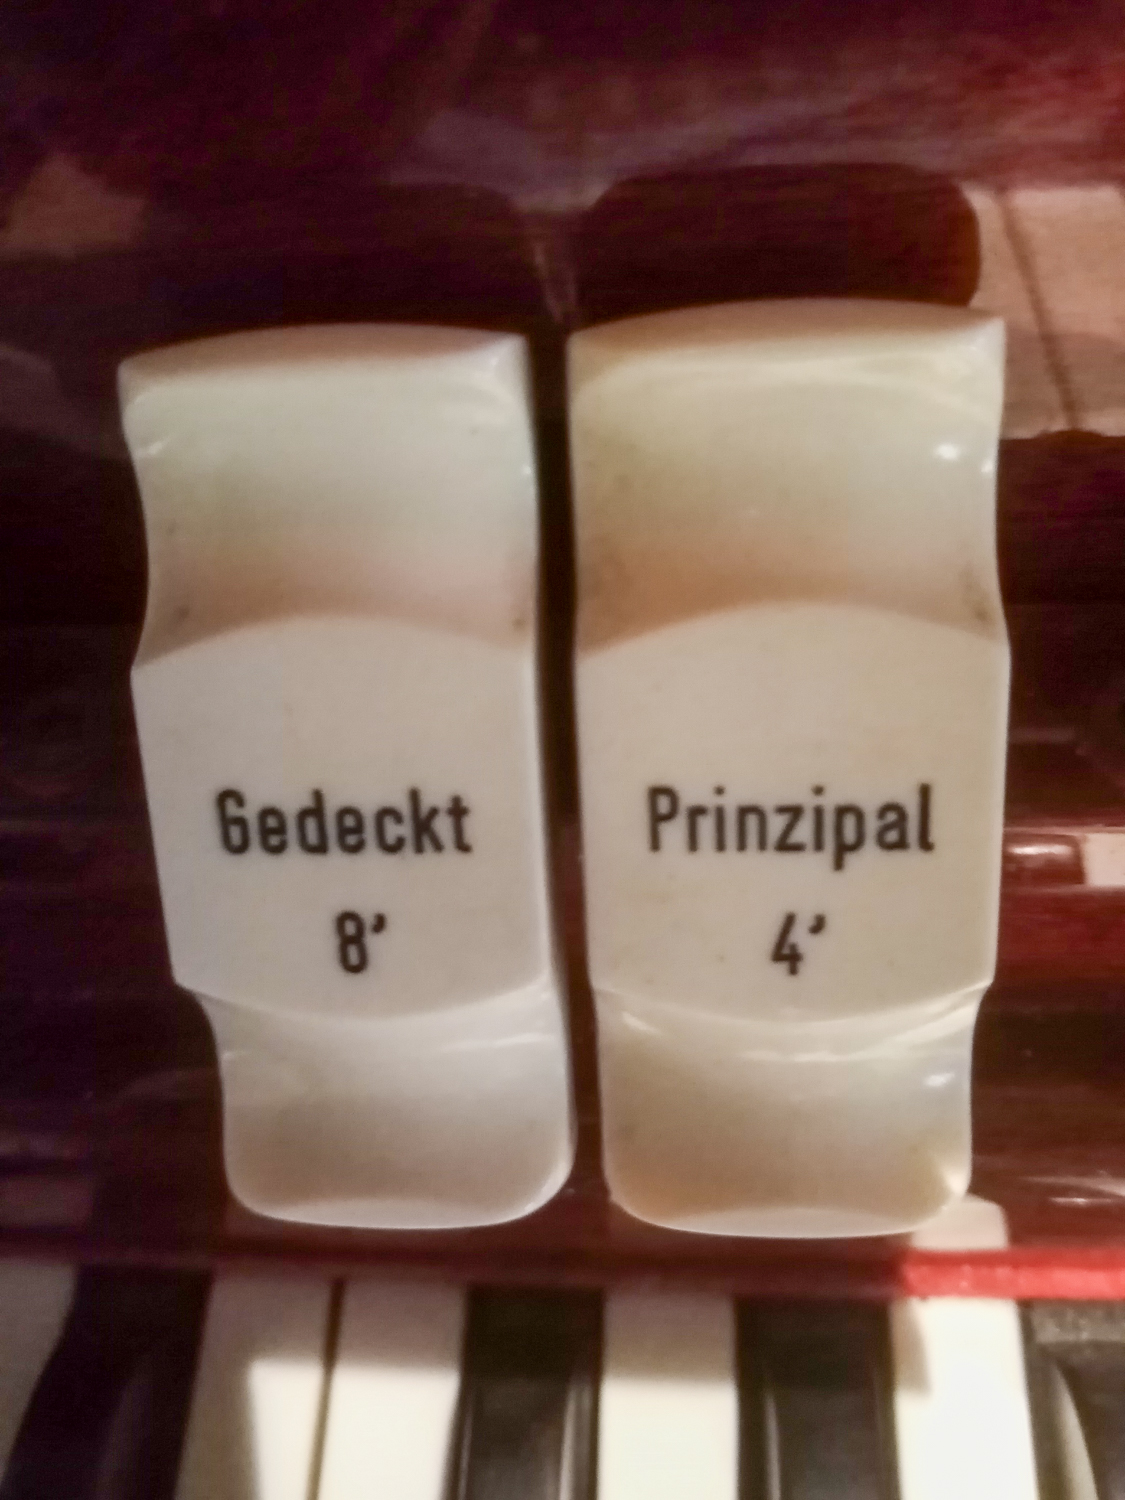 Gedeckt
8’
Prinzipal
4’